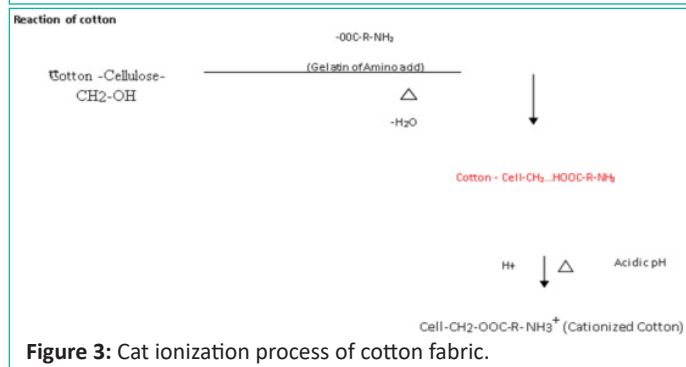 Reaction of cotton
-OOC-R-NH₂
Cotton -Cellulose-
CH2-OH
(Gelatin of Amino acid)
△
-H₂O
Cotton - Cell-CH₂...HOOC-R-NH₂
H+
△
Acidic pH
Cell-CH2-OOC-R- NH3⁺ (Cationized Cotton)
Figure 3: Cat ionization process of cotton fabric.